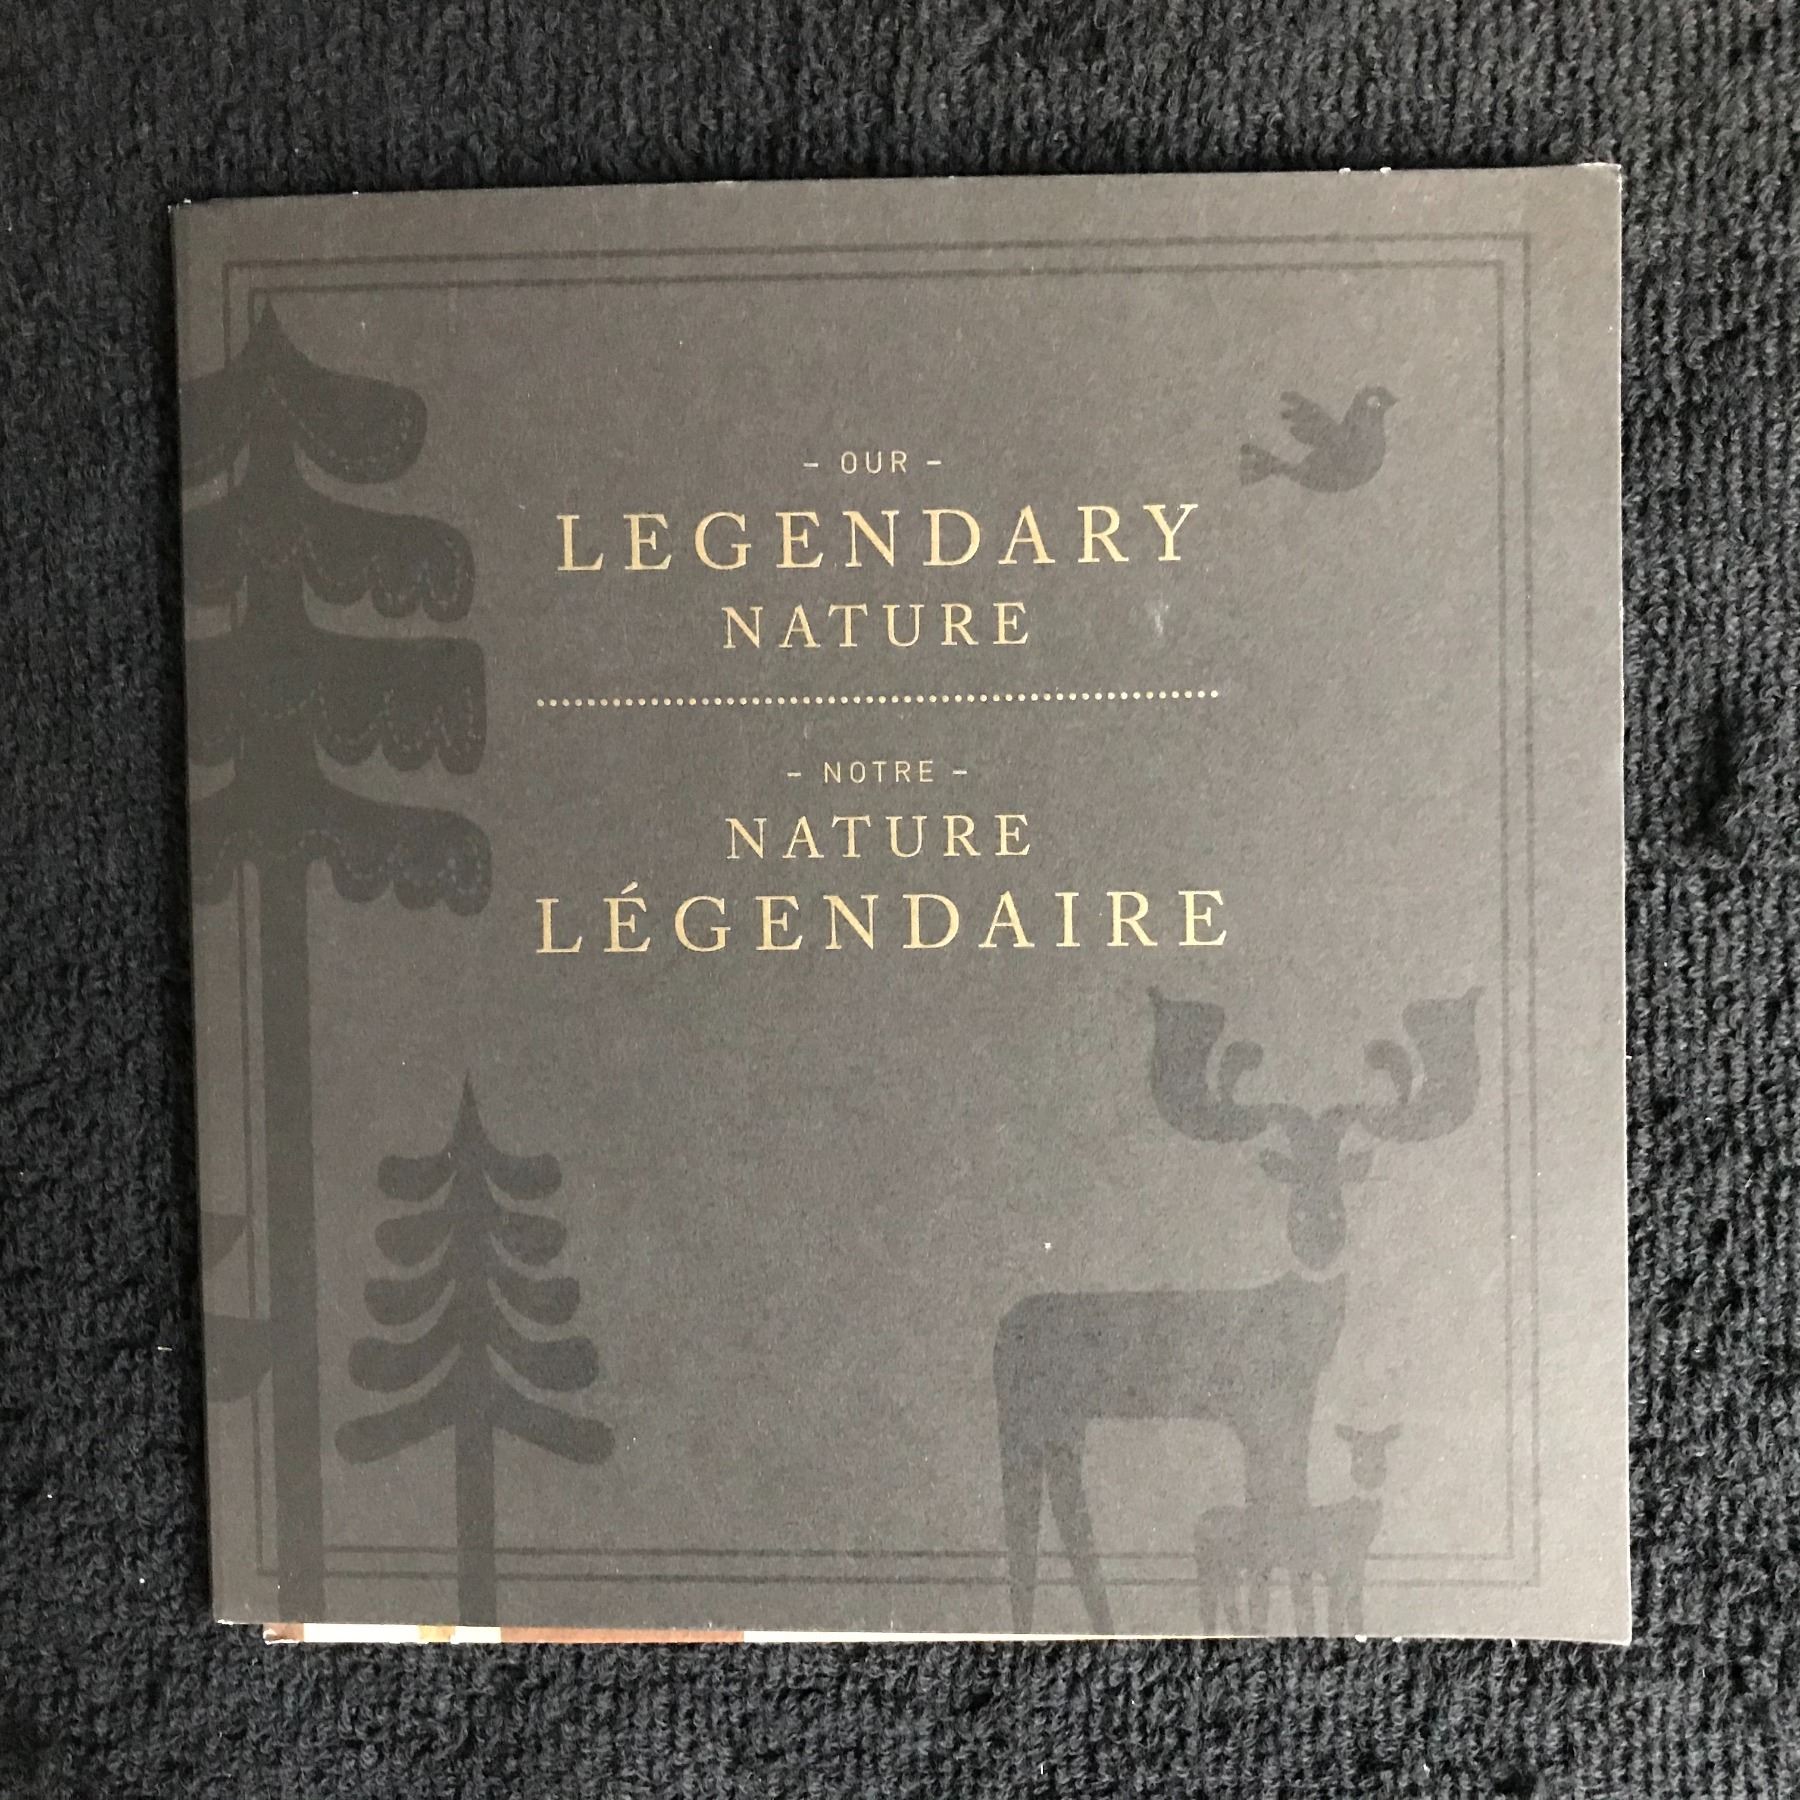 – OUR –
LEGENDARY
NATURE
– NOTRE –
NATURE
LÉGENDAIRE